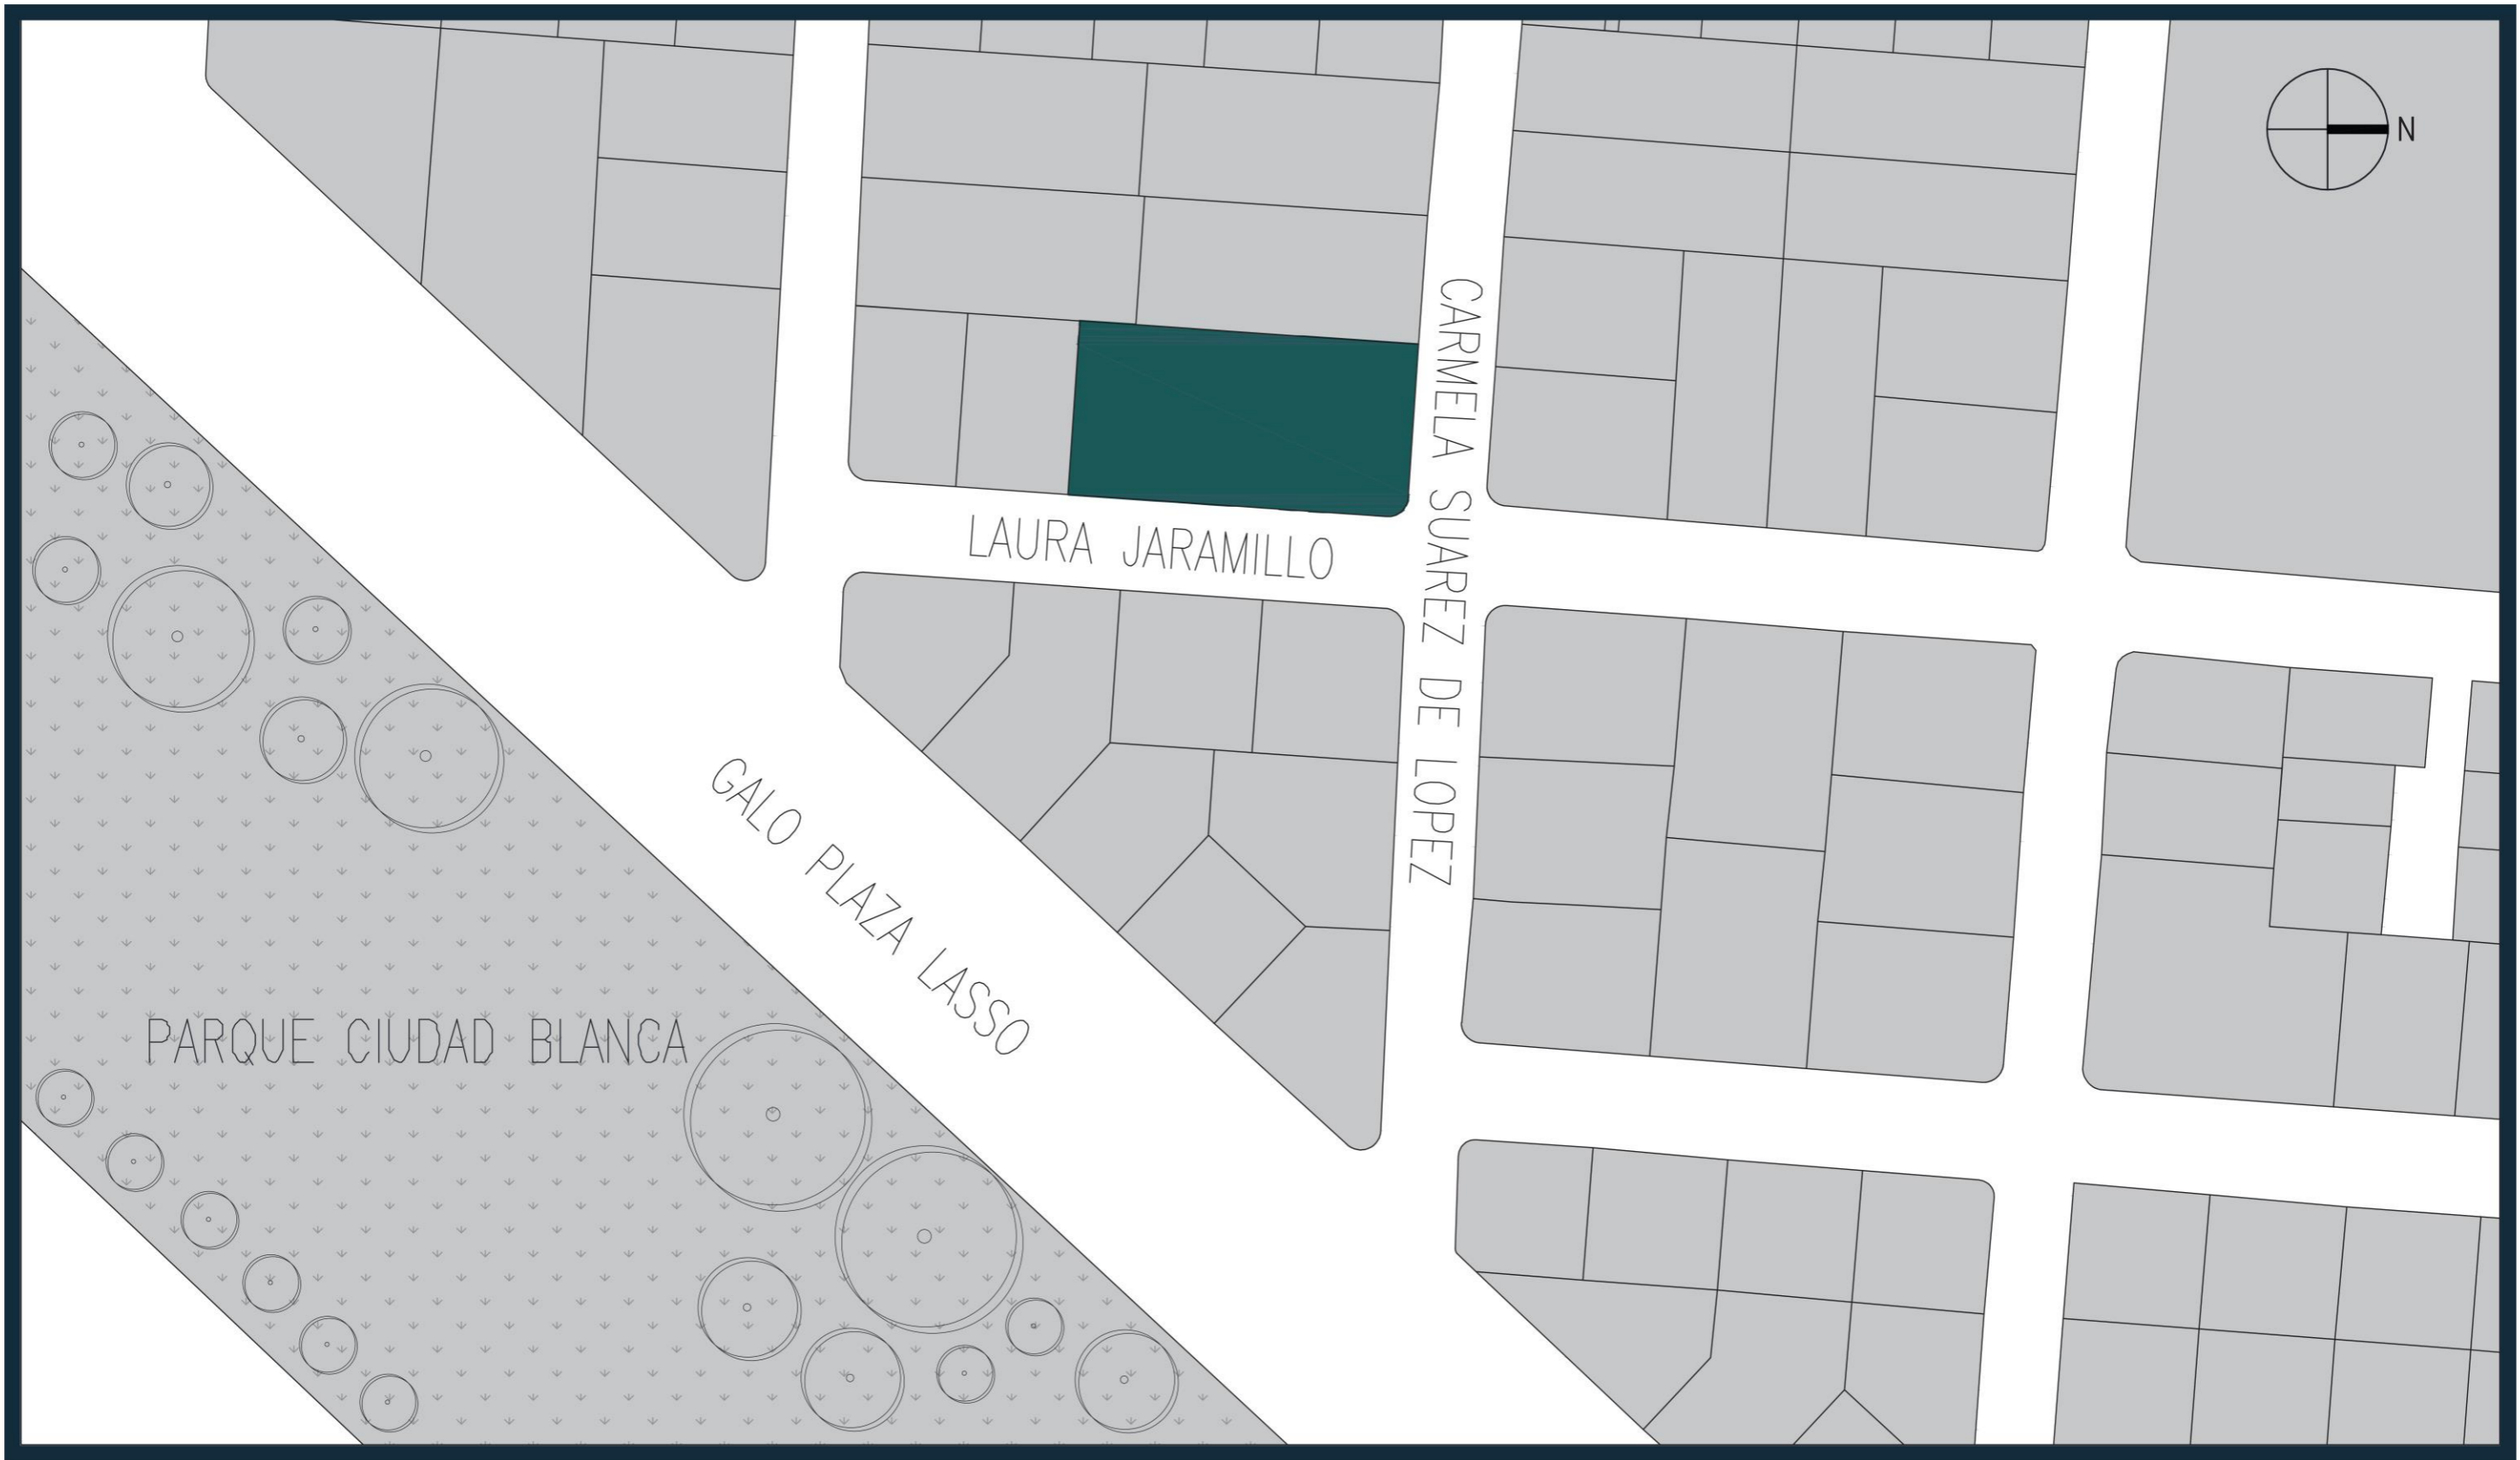 N
CARMELA SUAREZ DE LOPEZ
LAURA JARAMILLO
GALO PLAZA LASSO
PARQUE CIUDAD BLANCA